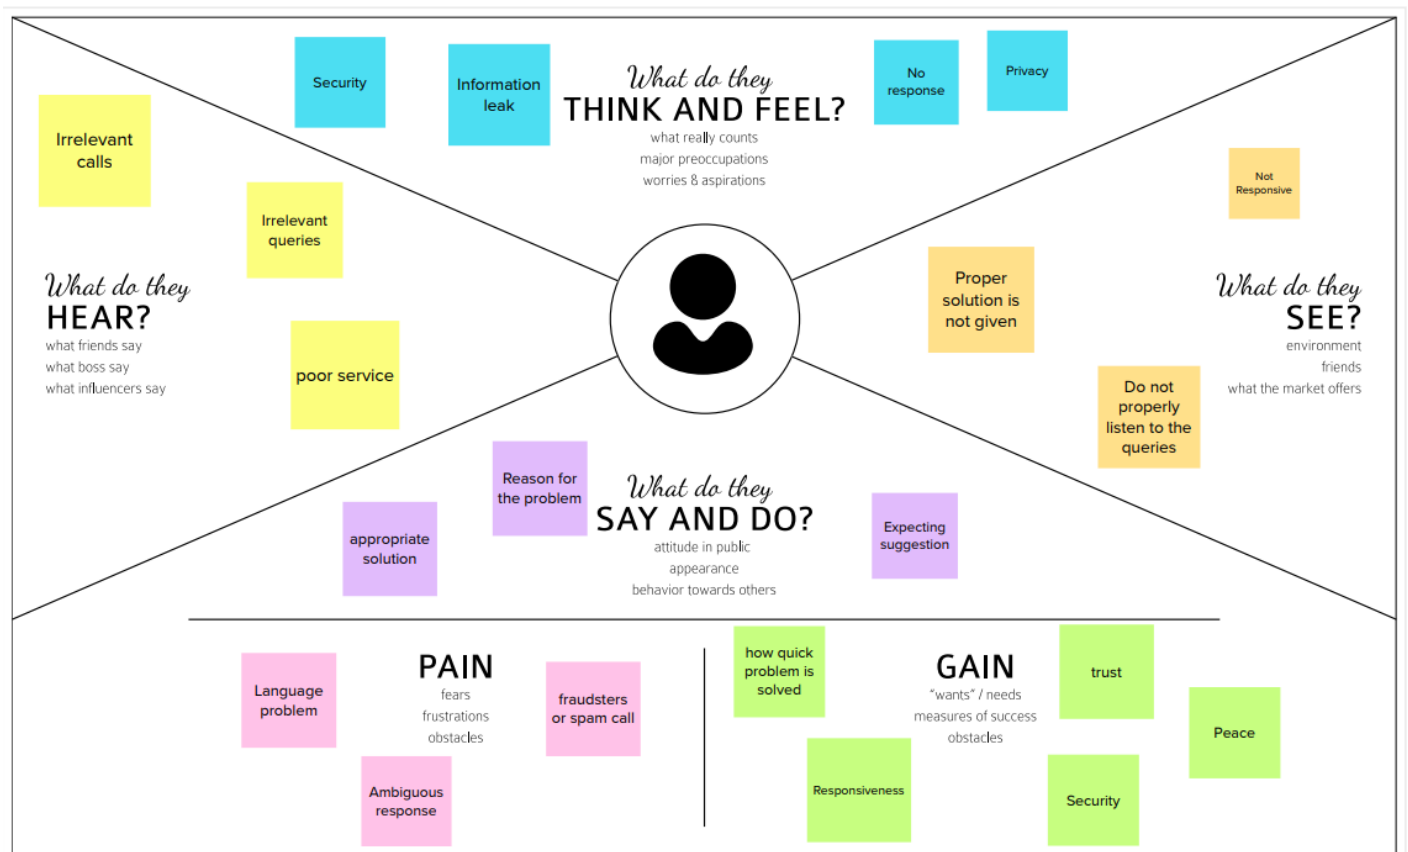 Security
Information
leak
What do they
THINK AND FEEL?
what really counts
major preoccupations
worries & aspirations
No
response
Privacy
Irrelevant
calls
Irrelevant
queries
What do they
HEAR?
what friends say
what boss say
what influencers say
poor service
Not
Responsive
Proper
solution is
not given
What do they
SEE?
environment
friends
what the market offers
Do not
properly
listen to the
queries
Reason for
the problem
appropriate
solution
What do they
SAY AND DO?
attitude in public
appearance
behavior towards others
Expecting
suggestion
Language
problem
PAIN
fears
frustrations
obstacles
fraudsters
or spam call
Ambiguous
response
how quick
problem is
solved
GAIN
“wants” / needs
measures of success
obstacles
trust
Peace
Responsiveness
Security